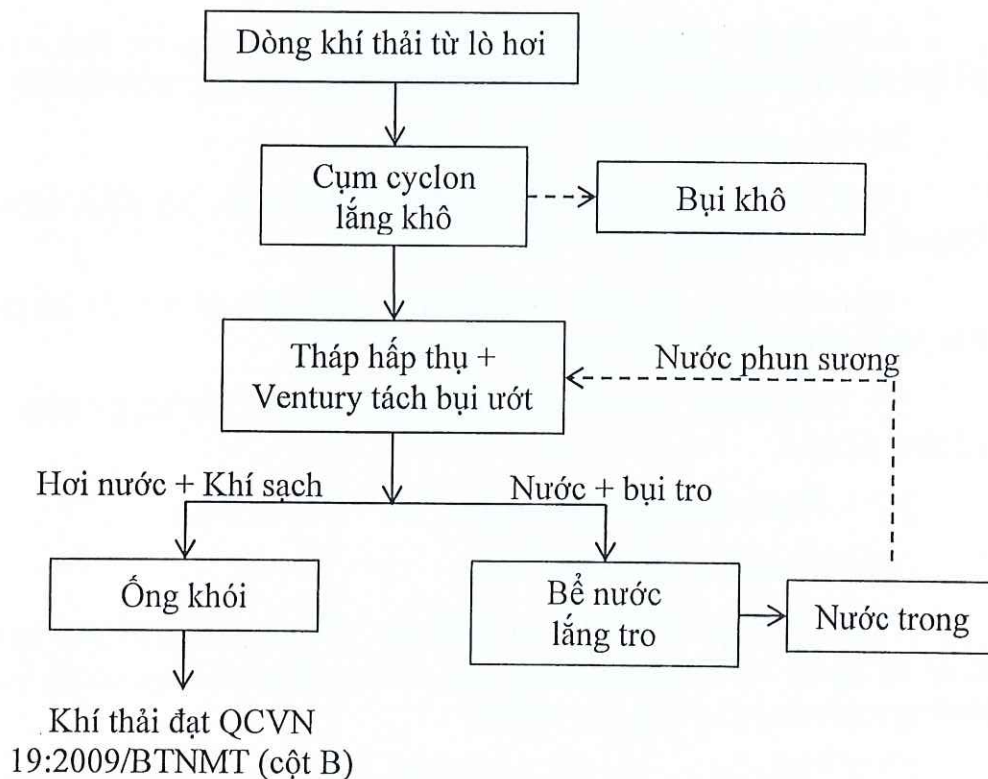 Dòng khí thải từ lò hơi
Cụm cyclon
lắng khô
Bụi khô
Tháp hấp thụ +
Ventury tách bụi ướt
Nước phun sương
Hơi nước + Khí sạch
Nước + bụi tro
Ống khói
Bể nước
lắng tro
Nước trong
Khí thải đạt QCVN
19:2009/BTNMT (cột B)